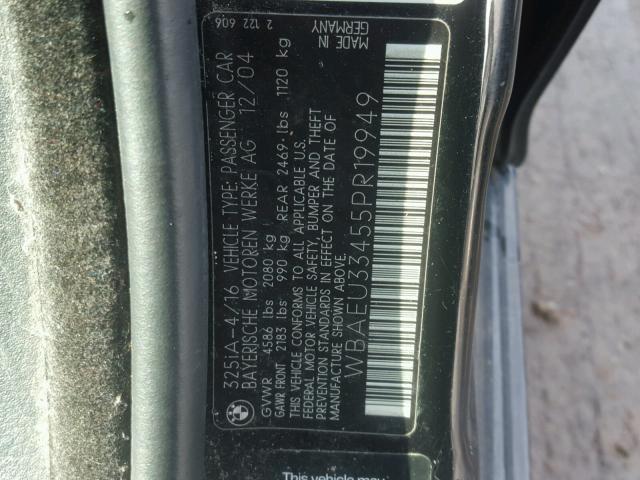 325iA-4/16 VEHICLE TYPE: PASSENGER CAR
BAYERISCHE MOTOREN WERKE AG 12/04
GVWR 4586 lbs 2080 kg
GAWR FRONT 2183 lbs 990 kg REAR 2469 lbs 1120 kg
THIS VEHICLE CONFORMS TO ALL APPLICABLE U.S.
FEDERAL MOTOR VEHICLE SAFETY, BUMPER AND THEFT
PREVENTION STANDARDS IN EFFECT ON THE DATE OF
MANUFACTURE SHOWN ABOVE.
WBAEU33455PR19949
2 122 606
MADE IN
GERMANY
This vehicle may